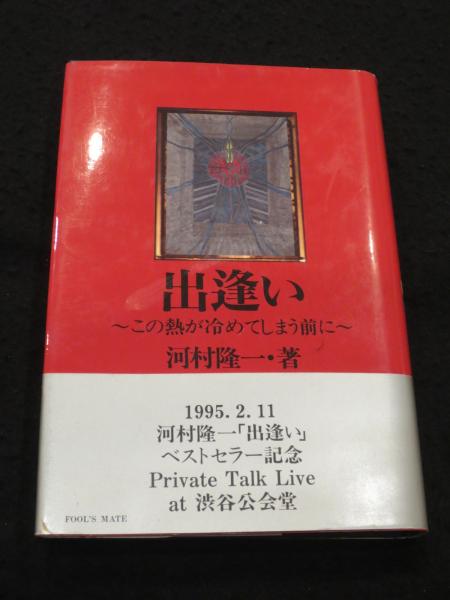 出逢い
～この熱が冷めてしまう前に～
河村隆一・著
1995.2.11
河村隆一「出逢い」
ベストセラー記念
Private Talk Live
at 渋谷公会堂
FOOL'S MATE